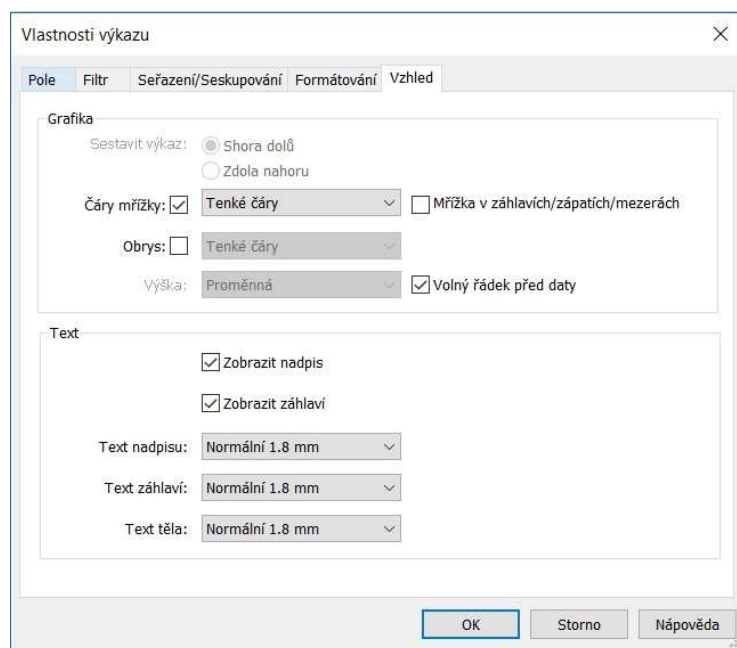 Vlastnosti výkazu
Pole Filtr Seřazení/Seskupování Formátování Vzhled
Grafika
Sestavit výkaz: Shora dolů
Zdola nahoru
Čáry mřížky: Tenké čáry Mřížka v záhlavích/zápatích/mezerách
Obrys: Tenké čáry
Výška: Proměnná Volný řádek před daty
Text
Zobrazit nadpis
Zobrazit záhlaví
Text nadpisu: Normální 1.8 mm
Text záhlaví: Normální 1.8 mm
Text těla: Normální 1.8 mm
OK Storno Nápověda